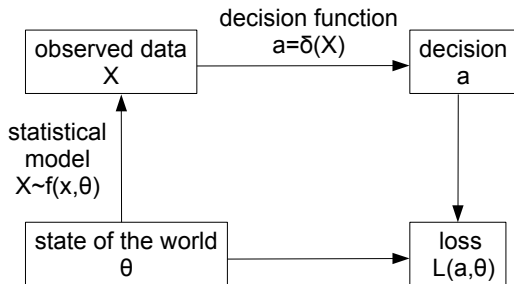 decision function
a=δ(X)
observed data
X
decision
a
statistical
model
X~f(x,θ)
state of the world
θ
loss
L(a,θ)